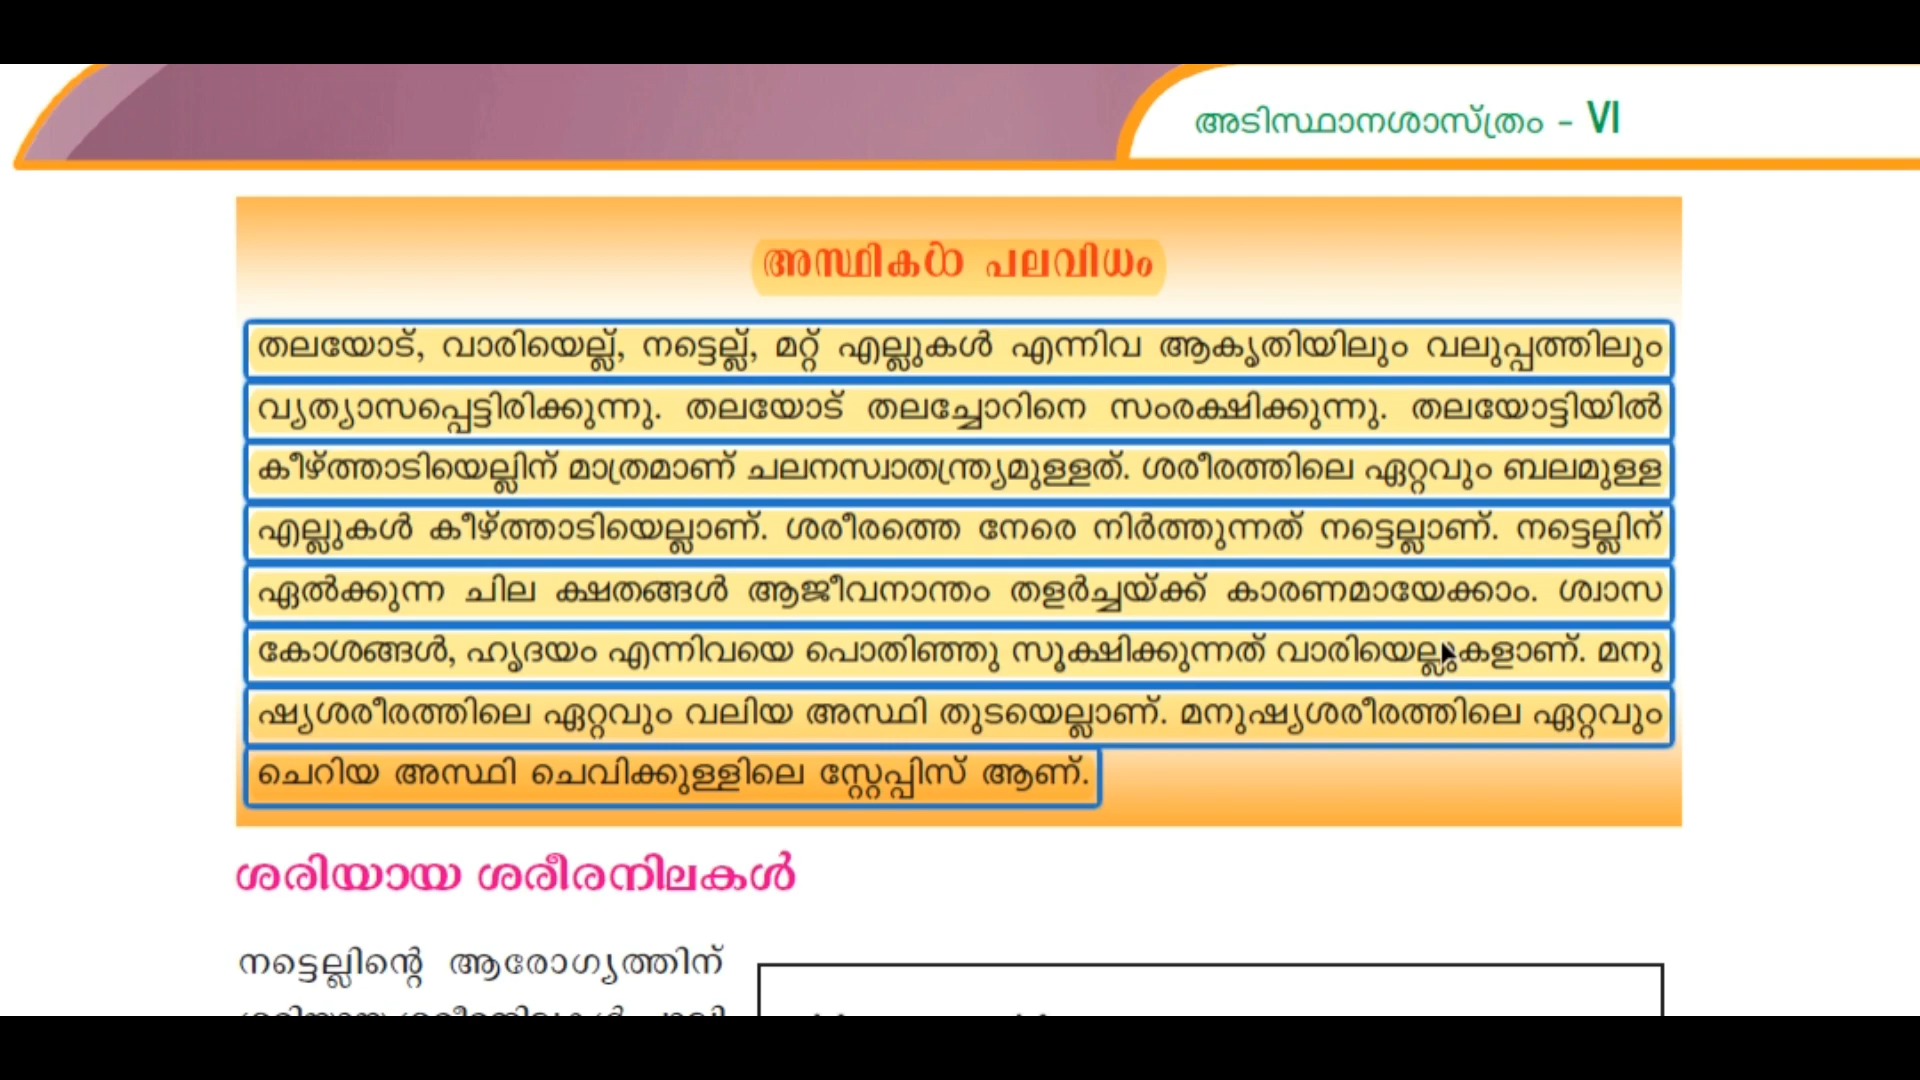 അടിസ്ഥാനശാസ്ത്രം - VI
അസ്ഥികൾ പലവിധം
തലയോട്, വാരിയെല്ല്, നട്ടെല്ല്, മറ്റ് എല്ലുകൾ എന്നിവ ആകൃതിയിലും വലുപ്പത്തിലും
വ്യത്യാസപ്പെട്ടിരിക്കുന്നു. തലയോട് തലച്ചോറിനെ സംരക്ഷിക്കുന്നു. തലയോട്ടിയിൽ
കീഴ്ത്താടിയെല്ലിന് മാത്രമാണ് ചലനസ്വാതന്ത്ര്യമുള്ളത്. ശരീരത്തിലെ ഏറ്റവും ബലമുള്ള
എല്ലുകൾ കീഴ്ത്താടിയെല്ലാണ്. ശരീരത്തെ നേരെ നിർത്തുന്നത് നട്ടെല്ലാണ്. നട്ടെല്ലിന്
ഏൽക്കുന്ന ചില ക്ഷതങ്ങൾ ആജീവനാന്തം തളർച്ചയ്ക്ക് കാരണമായേക്കാം. ശ്വാസ
കോശങ്ങൾ, ഹൃദയം എന്നിവയെ പൊതിഞ്ഞു സൂക്ഷിക്കുന്നത് വാരിയെല്ലുകളാണ്. മനു
ഷ്യശരീരത്തിലെ ഏറ്റവും വലിയ അസ്ഥി തുടയെല്ലാണ്. മനുഷ്യശരീരത്തിലെ ഏറ്റവും
ചെറിയ അസ്ഥി ചെവിക്കുള്ളിലെ സ്റ്റേപ്പിസ് ആണ്.
ശരിയായ ശരീരനിലകൾ
നട്ടെല്ലിന്റെ ആരോഗ്യത്തിന്